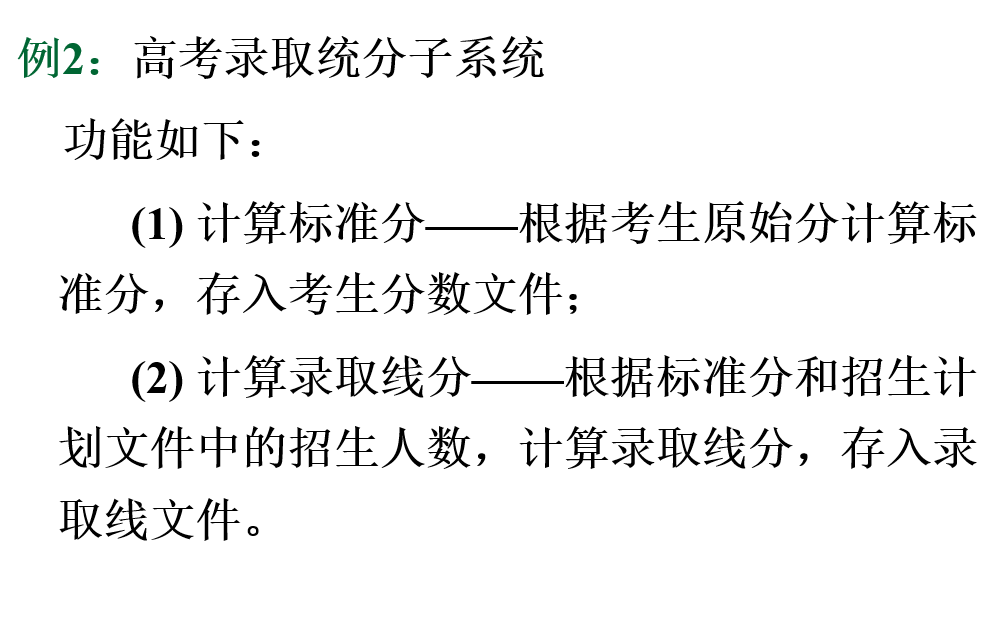 例2：高考录取统分子系统
功能如下：
(1) 计算标准分——根据考生原始分计算标
准分，存入考生分数文件；
(2) 计算录取线分——根据标准分和招生计
划文件中的招生人数，计算录取线分，存入录
取线文件。